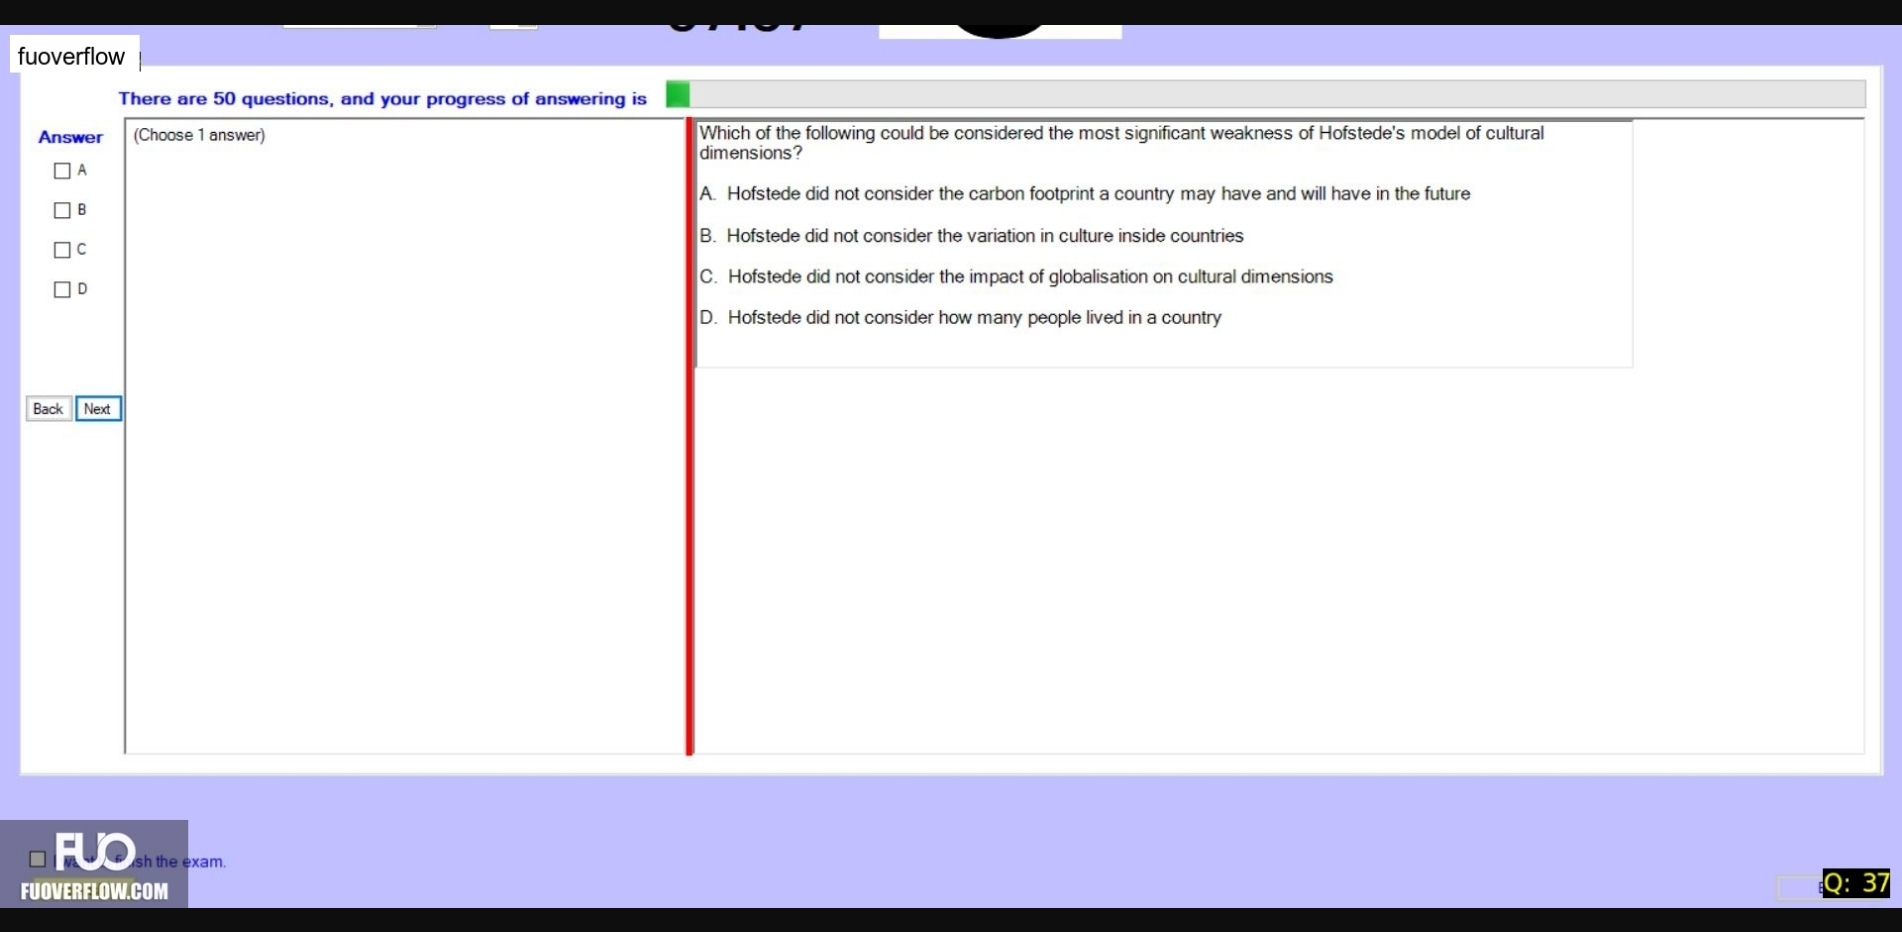 fuoverflow
There are 50 questions, and your progress of answering is
Answer
(Choose 1 answer)
A
B
C
D
Back Next
Which of the following could be considered the most significant weakness of Hofstede's model of cultural
dimensions?
A. Hofstede did not consider the carbon footprint a country may have and will have in the future
B. Hofstede did not consider the variation in culture inside countries
C. Hofstede did not consider the impact of globalisation on cultural dimensions
D. Hofstede did not consider how many people lived in a country
FUO
the exam.
FUOVERFLOW.COM
Q: 37